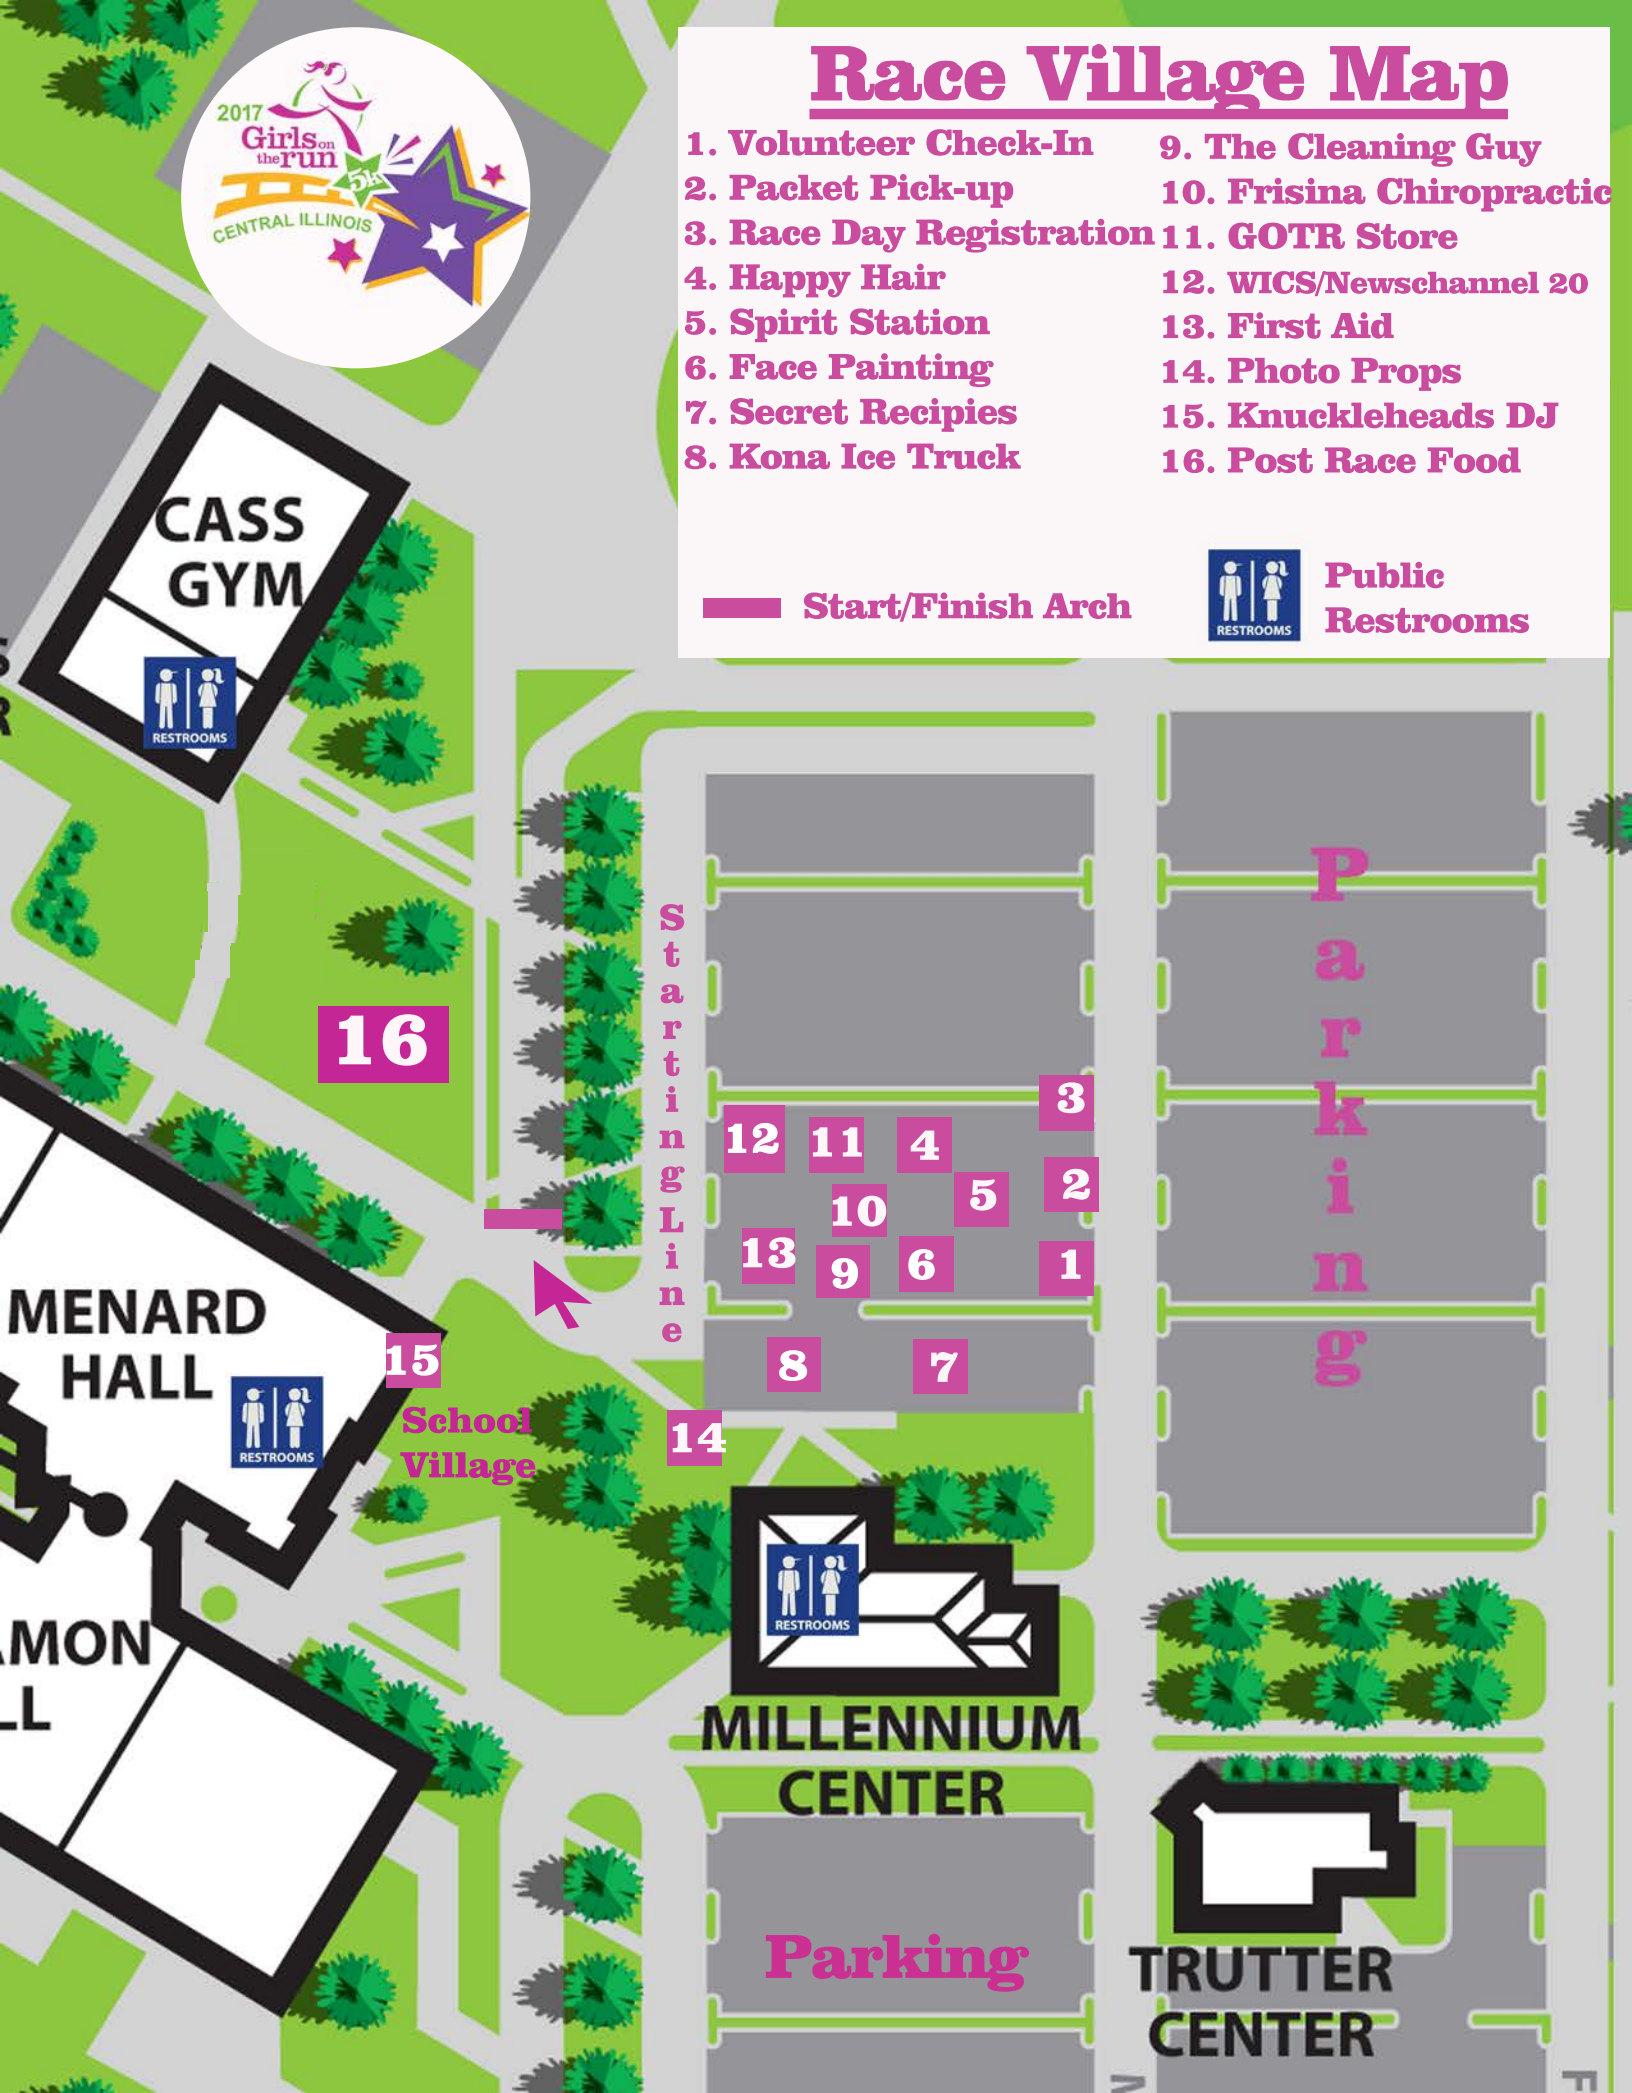 Race Village Map
1. Volunteer Check-In
2. Packet Pick-up
3. Race Day Registration
4. Happy Hair
5. Spirit Station
6. Face Painting
7. Secret Recipies
8. Kona Ice Truck
9. The Cleaning Guy
10. Frisina Chiropractic
11. GOTR Store
12. WICS/Newschannel 20
13. First Aid
14. Photo Props
15. Knuckleheads DJ
16. Post Race Food
Start/Finish Arch
RESTROOMS
Public
Restrooms
2017
Girls on
the run
5k
CENTRAL ILLINOIS
CASS
GYM
RESTROOMS
S
R
Starting Line
Parking
16
3
12
11
4
2
5
10
13
9
6
1
8
7
14
15
MENARD
HALL
RESTROOMS
School
Village
RESTROOMS
AMON
LL
MILLENNIUM
CENTER
Parking
TRUTTER
CENTER